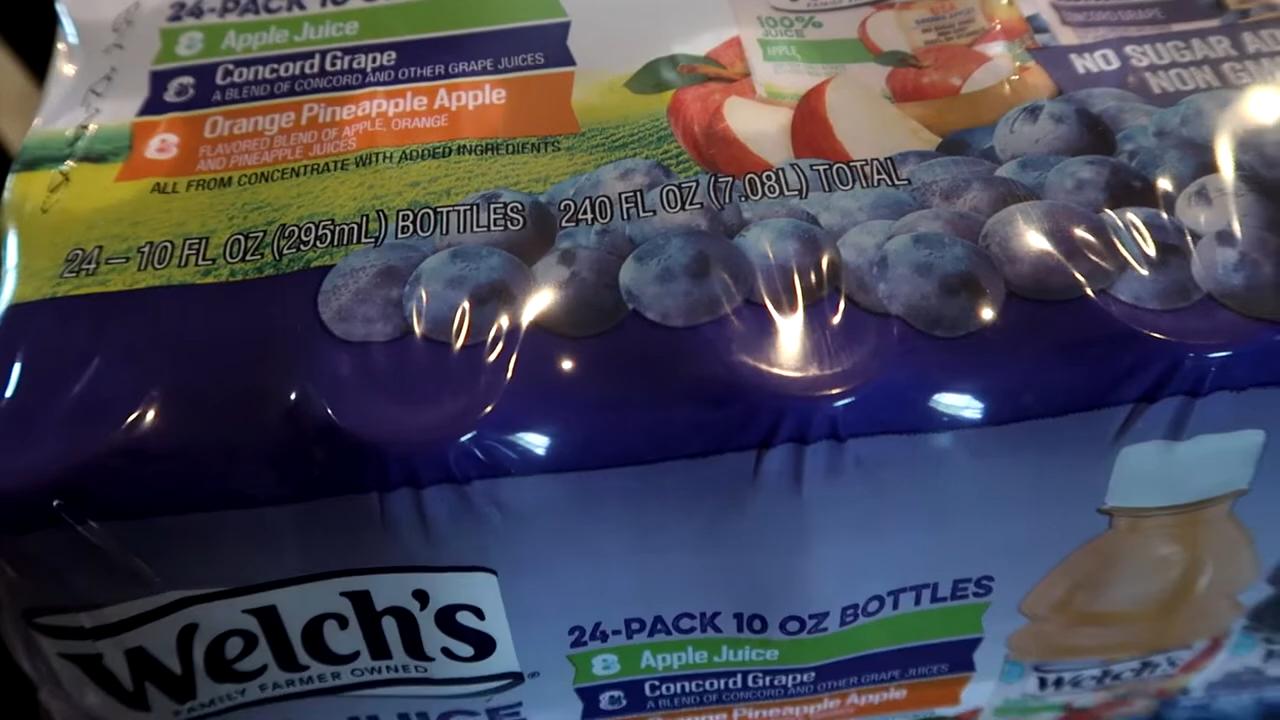 24-PACK 10 O
8 Apple Juice
8 Concord Grape
A BLEND OF CONCORD AND OTHER GRAPE JUICES
8 Orange Pineapple Apple
FLAVORED BLEND OF APPLE, ORANGE
AND PINEAPPLE JUICES
ALL FROM CONCENTRATE WITH ADDED INGREDIENTS
24 – 10 FL OZ (295mL) BOTTLES 240 FL OZ (7.08L) TOTAL
100%
JUICE
APPLE
CONCORD GRAPE
NO SUGAR AD
NON GM
Welch's
FAMILY FARMER OWNED
JUICE
24-PACK 10 OZ BOTTLES
8 Apple Juice
8 Concord Grape
A BLEND OF CONCORD AND OTHER GRAPE JUICES
Orange Pineapple Apple
Welch's